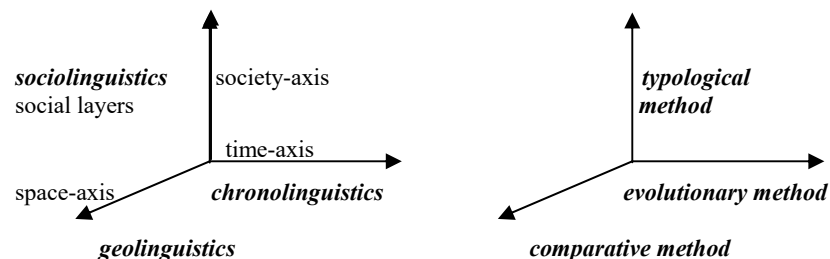 sociolinguistics
society-axis
social layers
time-axis
space-axis
chronolinguistics
geolinguistics
typological
method
evolutionary method
comparative method